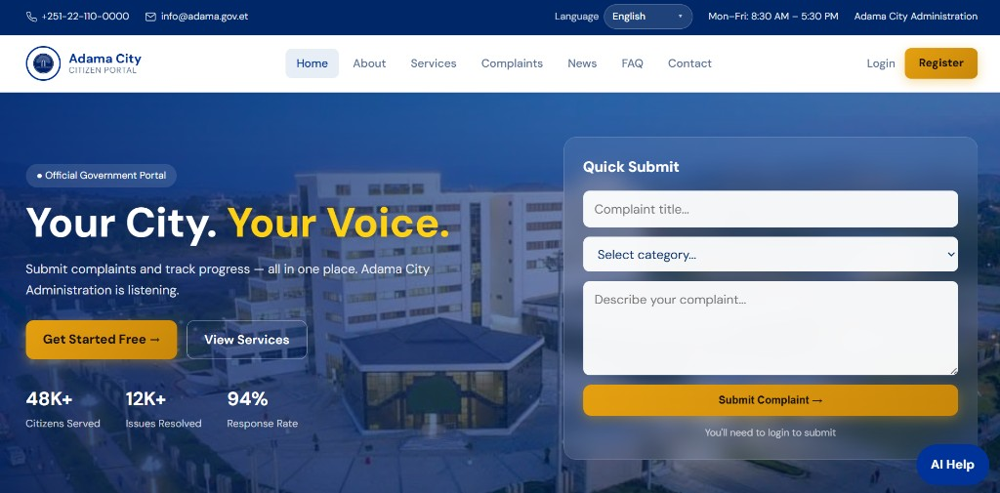 +251-22-110-0000
info@adama.gov.et
Language
English
Mon–Fri: 8:30 AM – 5:30 PM
Adama City Administration
Adama City
CITIZEN PORTAL
Home
About
Services
Complaints
News
FAQ
Contact
Login
Register
● Official Government Portal
Your City. Your Voice.
Submit complaints and track progress — all in one place. Adama City
Administration is listening.
Get Started Free →
View Services
48K+
Citizens Served
12K+
Issues Resolved
94%
Response Rate
Quick Submit
Complaint title...
Select category...
Describe your complaint...
Submit Complaint →
You'll need to login to submit
AI Help